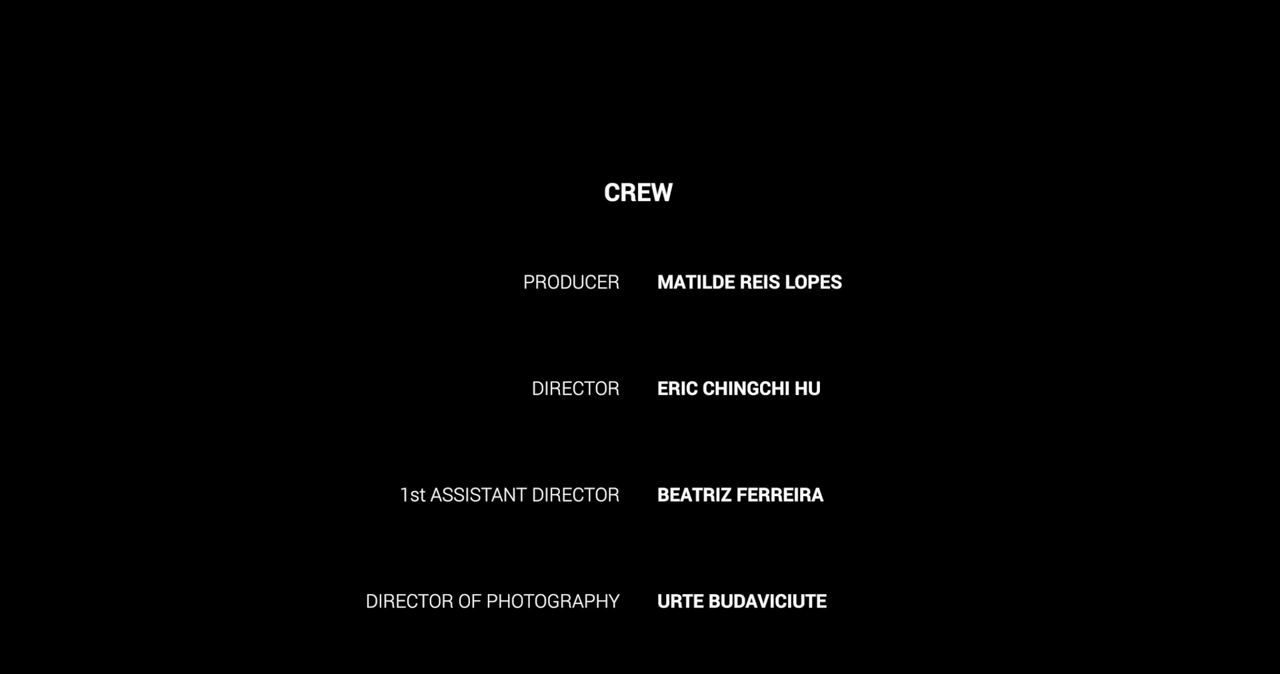 CREW
PRODUCER MATILDE REIS LOPES
DIRECTOR ERIC CHINGCHI HU
1st ASSISTANT DIRECTOR BEATRIZ FERREIRA
DIRECTOR OF PHOTOGRAPHY URTE BUDAVICIUTE